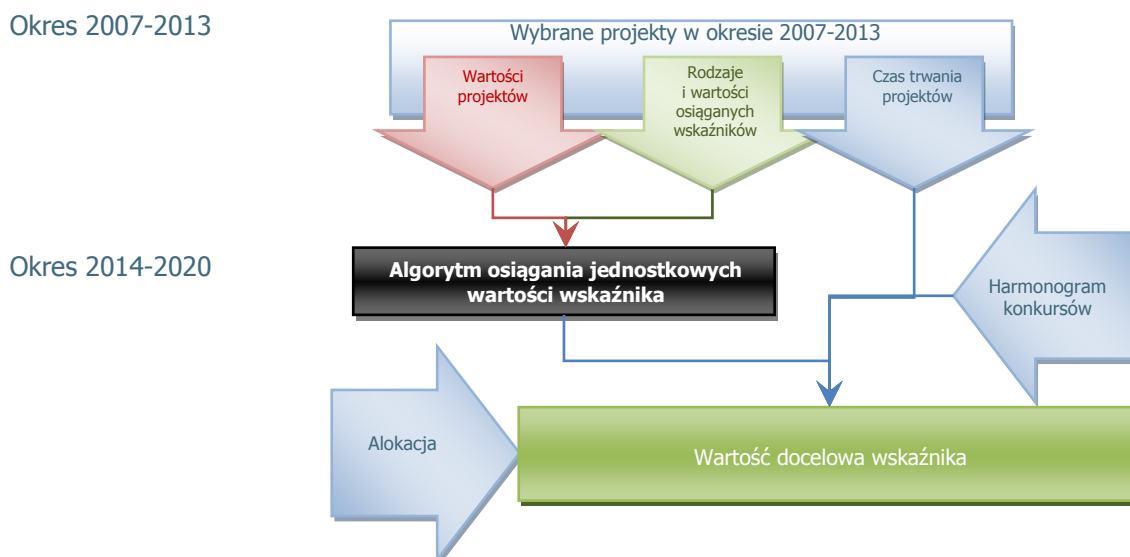 Okres 2007-2013
Wybrane projekty w okresie 2007-2013
Wartości
projektów
Rodzaje
i wartości
osiąganych
wskaźników
Czas trwania
projektów
Okres 2014-2020
Algorytm osiągania jednostkowych
wartości wskaźnika
Harmonogram
konkursów
Alokacja
Wartość docelowa wskaźnika